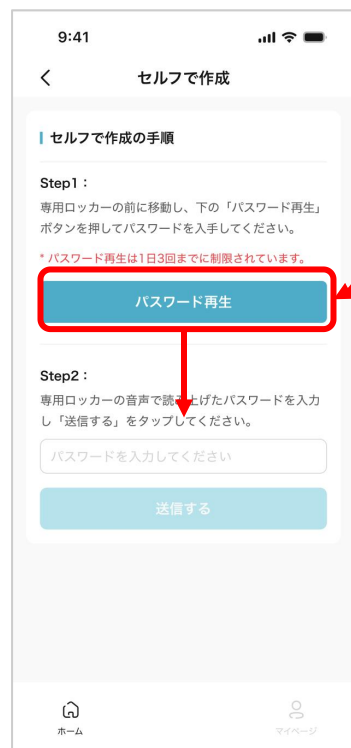 9:41
セルフで作成
セルフで作成の手順
Step1：
専用ロッカーの前に移動し、下の「パスワード再生」
ボタンを押してパスワードを入手してください。
* パスワード再生は1日3回までに制限されています。
パスワード再生
Step2：
専用ロッカーの音声で読み上げたパスワードを入力
し「送信する」をタップしてください。
パスワードを入力してください
送信する
ホーム
マイページ